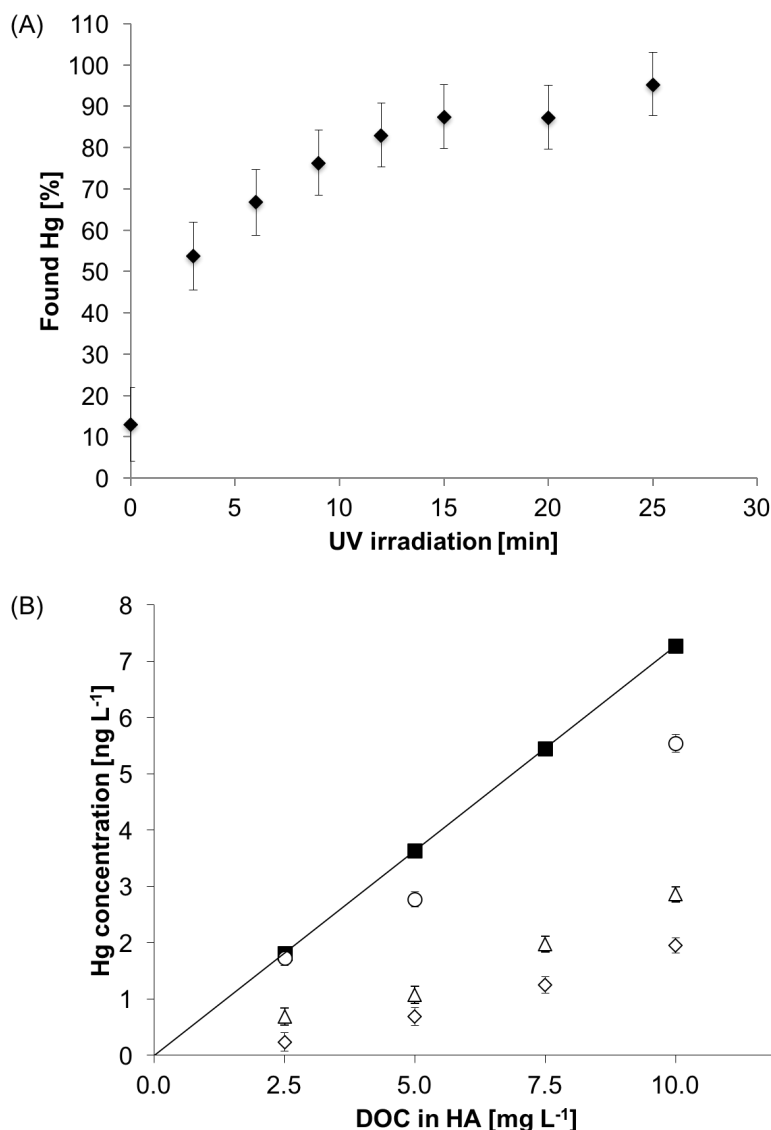 (A)
110
100
90
80
70
60
50
40
30
20
10
0
Found Hg [%]
0 5 10 15 20 25 30
UV irradiation [min]
(B)
8
7
6
5
4
3
2
1
0
Hg concentration [ng L⁻¹]
0.0 2.5 5.0 7.5 10.0
DOC in HA [mg L⁻¹]